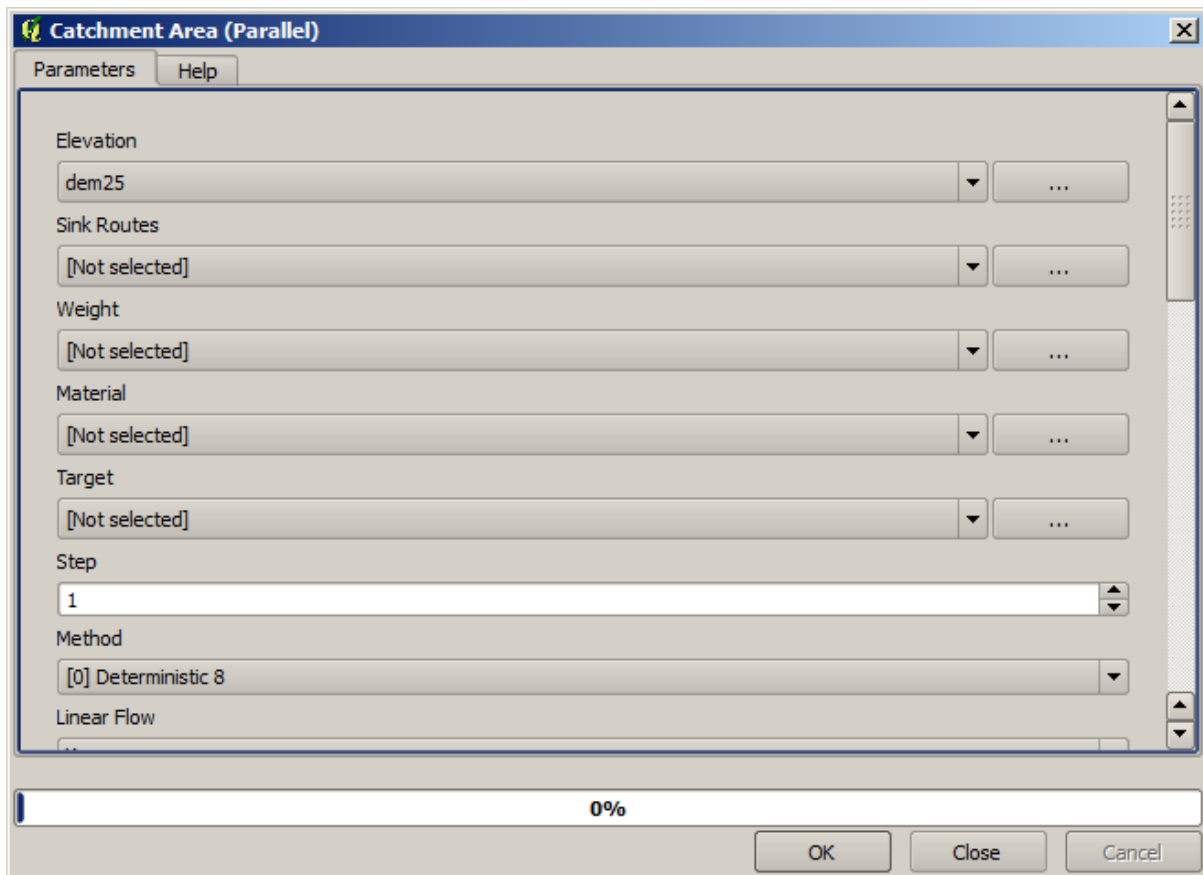 Catchment Area (Parallel)
Parameters Help
Elevation
dem25 ...
Sink Routes
[Not selected] ...
Weight
[Not selected] ...
Material
[Not selected] ...
Target
[Not selected] ...
Step
1
Method
[0] Deterministic 8
Linear Flow
0%
OK Close Cancel